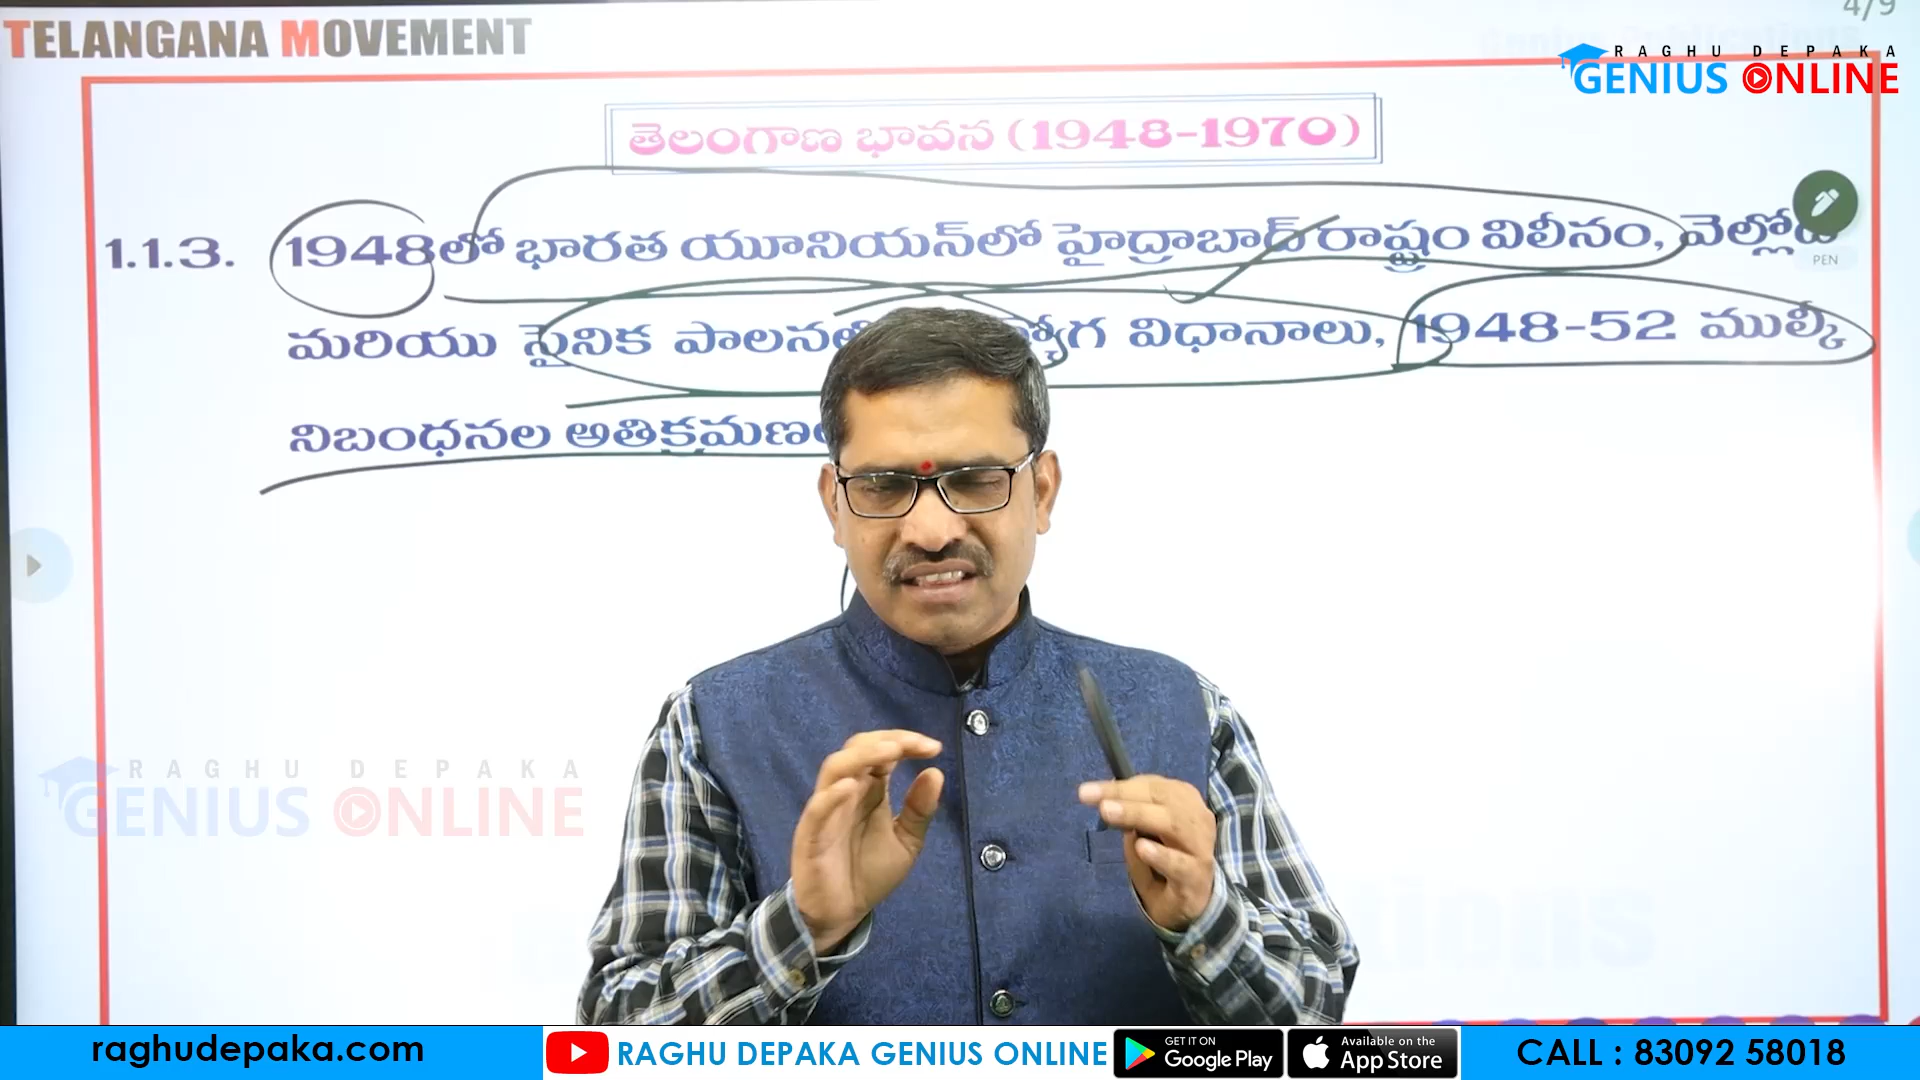 4/9
TELANGANA MOVEMENT
RAGHU DEPAKA
GENIUS ONLINE
తెలంగాణ భావన (1948-1970)
1.1.3. 1948లో భారత యూనియన్‌లో హైద్రాబాద్ రాష్ట్రం విలీనం,
PEN
మరియు సైనిక పాలనలో విధానాలు, 1948-52 ముల్కీ
నిబంధనల అతిక్రమణ
RAGHU DEPAKA
GENIUS ONLINE
raghudepaka.com
RAGHU DEPAKA GENIUS ONLINE
GET IT ON
Google Play
Available on the
App Store
CALL : 83092 58018